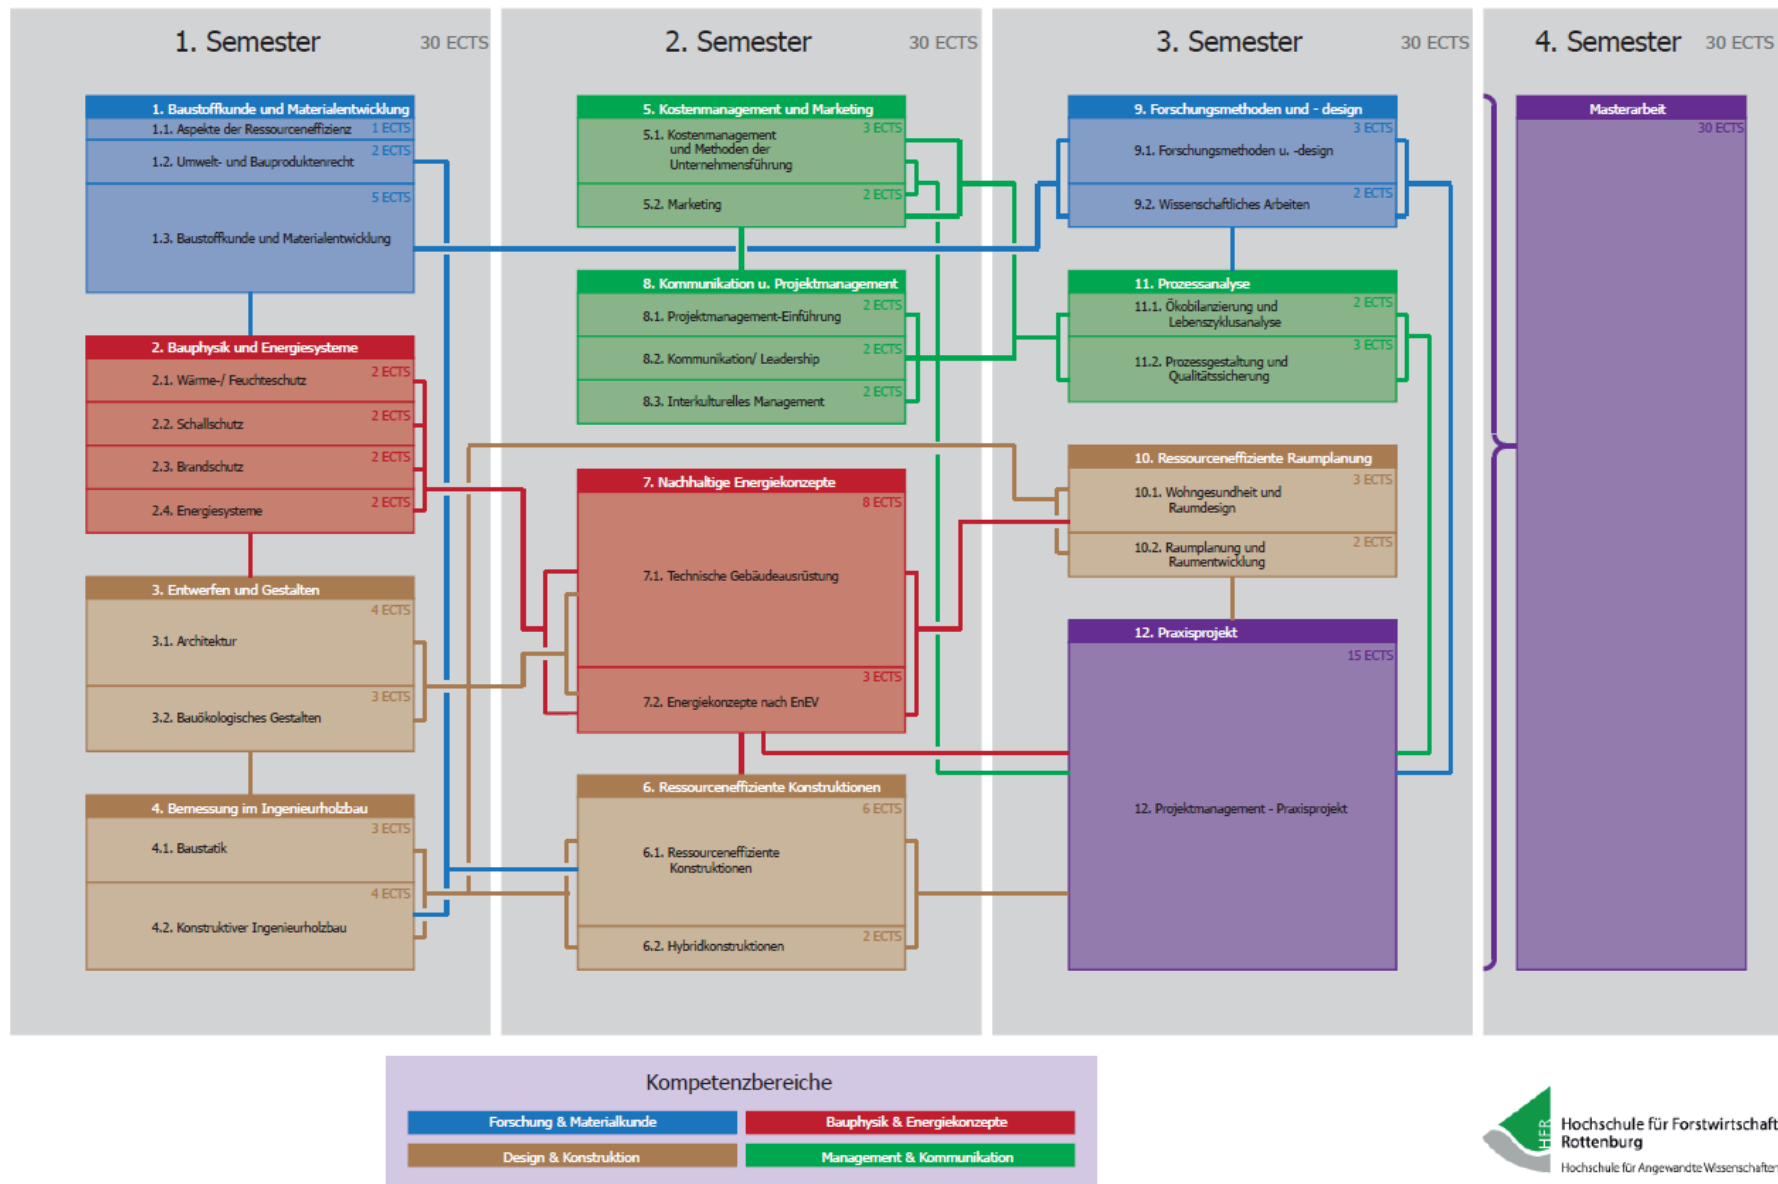 1. Semester 30 ECTS
1. Baustoffkunde und Materialentwicklung
1.1. Aspekte der Ressourceneffizienz 1 ECTS
2 ECTS
1.2. Umwelt- und Bauproduktenrecht
5 ECTS
1.3. Baustoffkunde und Materialentwicklung
2. Bauphysik und Energiesysteme
2 ECTS
2.1. Wärme-/ Feuchteschutz
2 ECTS
2.2. Schallschutz
2 ECTS
2.3. Brandschutz
2 ECTS
2.4. Energiesysteme
3. Entwerfen und Gestalten
4 ECTS
3.1. Architektur
3 ECTS
3.2. Bauökologisches Gestalten
4. Bemessung im Ingenieurholzbau
3 ECTS
4.1. Baustatik
4 ECTS
4.2. Konstruktiver Ingenieurholzbau
2. Semester 30 ECTS
5. Kostenmanagement und Marketing
3 ECTS
5.1. Kostenmanagement
und Methoden der
Unternehmensführung
2 ECTS
5.2. Marketing
8. Kommunikation u. Projektmanagement
2 ECTS
8.1. Projektmanagement-Einführung
2 ECTS
8.2. Kommunikation/ Leadership
2 ECTS
8.3. Interkulturelles Management
7. Nachhaltige Energiekonzepte
8 ECTS
7.1. Technische Gebäudeausrüstung
3 ECTS
7.2. Energiekonzepte nach EnEV
6. Ressourceneffiziente Konstruktionen
6 ECTS
6.1. Ressourceneffiziente
Konstruktionen
2 ECTS
6.2. Hybridkonstruktionen
3. Semester 30 ECTS
9. Forschungsmethoden und - design
3 ECTS
9.1. Forschungsmethoden u. -design
2 ECTS
9.2. Wissenschaftliches Arbeiten
11. Prozessanalyse
2 ECTS
11.1. Ökobilanzierung und
Lebenszyklusanalyse
3 ECTS
11.2. Prozessgestaltung und
Qualitätssicherung
10. Ressourceneffiziente Raumplanung
3 ECTS
10.1. Wohngesundheit und
Raumdesign
2 ECTS
10.2. Raumplanung und
Raumentwicklung
12. Praxisprojekt
15 ECTS
12. Projektmanagement - Praxisprojekt
4. Semester 30 ECTS
Masterarbeit
30 ECTS
Kompetenzbereiche
Forschung & Materialkunde
Bauphysik & Energiekonzepte
Design & Konstruktion
Management & Kommunikation
HFR
Hochschule für Forstwirtschaft
Rottenburg
Hochschule für Angewandte Wissenschaften